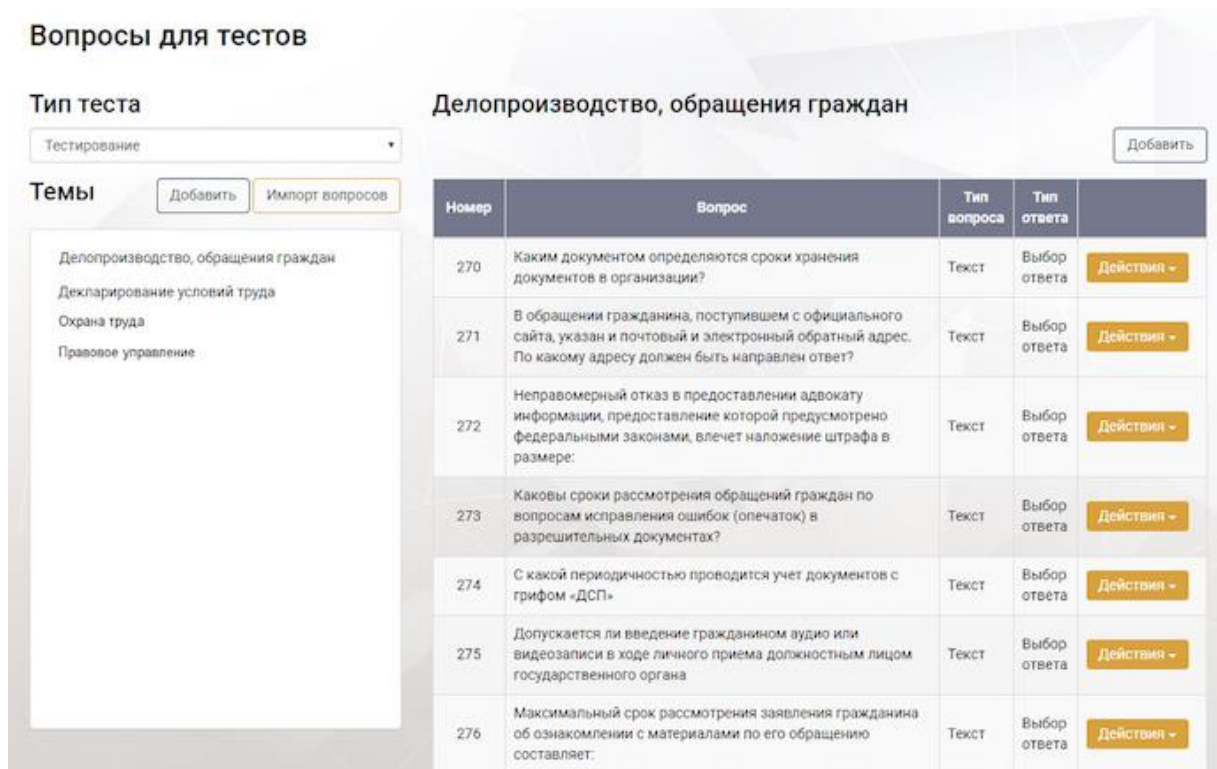 Вопросы для тестов
Тип теста
Тестирование
Темы
Добавить
Импорт вопросов
Делопроизводство, обращения граждан
Декларирование условий труда
Охрана труда
Правовое управление
Делопроизводство, обращения граждан
Добавить
Номер
Вопрос
Тип
вопроса
Тип
ответа
270
Каким документом определяются сроки хранения
документов в организации?
Текст
Выбор
ответа
Действия
271
В обращении гражданина, поступившем с официального
сайта, указан и почтовый и электронный обратный адрес.
По какому адресу должен быть направлен ответ?
Текст
Выбор
ответа
Действия
272
Неправомерный отказ в предоставлении адвокату
информации, предоставление которой предусмотрено
федеральными законами, влечет наложение штрафа в
размере:
Текст
Выбор
ответа
Действия
273
Каковы сроки рассмотрения обращений граждан по
вопросам исправления ошибок (опечаток) в
разрешительных документах?
Текст
Выбор
ответа
Действия
274
С какой периодичностью проводится учет документов с
грифом «ДСП»
Текст
Выбор
ответа
Действия
275
Допускается ли введение гражданином аудио или
видеозаписи в ходе личного приема должностным лицом
государственного органа
Текст
Выбор
ответа
Действия
276
Максимальный срок рассмотрения заявления гражданина
об ознакомлении с материалами по его обращению
составляет:
Текст
Выбор
ответа
Действия